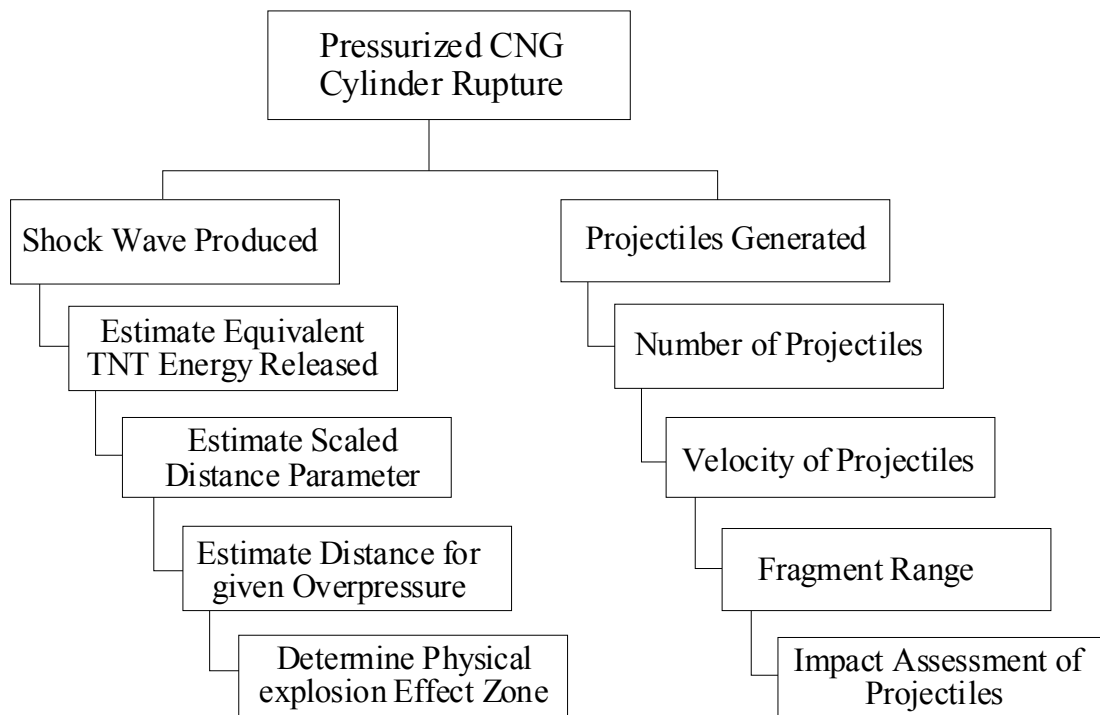 Pressurized CNG
Cylinder Rupture
Shock Wave Produced
Estimate Equivalent
TNT Energy Released
Estimate Scaled
Distance Parameter
Estimate Distance for
given Overpressure
Determine Physical
explosion Effect Zone
Projectiles Generated
Number of Projectiles
Velocity of Projectiles
Fragment Range
Impact Assessment of
Projectiles